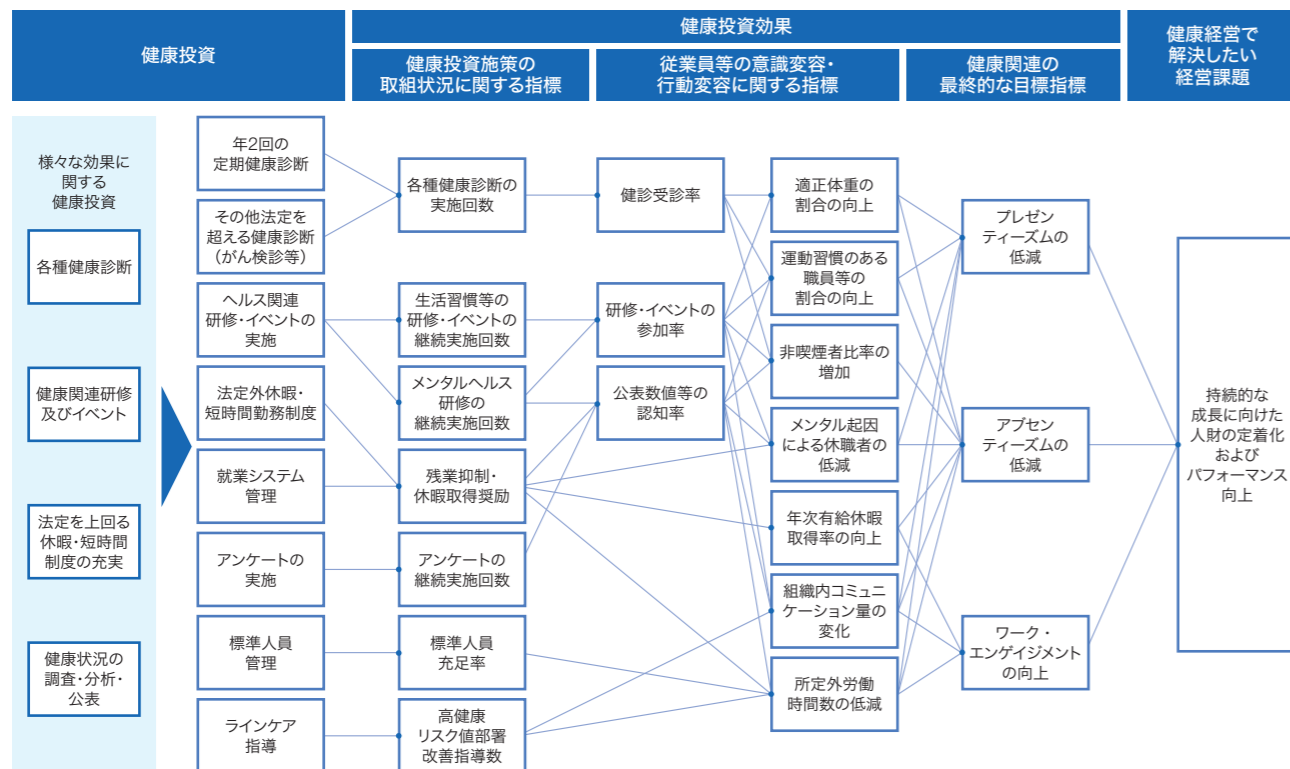 健康投資
健康投資効果
健康投資施策の
取組状況に関する指標
従業員等の意識変容・
行動変容に関する指標
健康関連の
最終的な目標指標
健康経営で
解決したい
経営課題
様々な効果に
関する
健康投資
各種健康診断
健康関連研修
及びイベント
法定を上回る
休暇・短時間
制度の充実
健康状況の
調査・分析・
公表
年2回の
定期健康診断
その他法定を
超える健康診断
（がん検診等）
ヘルス関連
研修・イベントの
実施
法定外休暇・
短時間勤務制度
就業システム
管理
アンケートの
実施
標準人員
管理
ラインケア
指導
各種健康診断の
実施回数
生活習慣等の
研修・イベントの
継続実施回数
メンタルヘルス
研修の
継続実施回数
残業抑制・
休暇取得奨励
アンケートの
継続実施回数
標準人員
充足率
高健康
リスク値部署
改善指導数
健診受診率
研修・イベントの
参加率
公表数値等の
認知率
適正体重の
割合の向上
運動習慣のある
職員等の
割合の向上
非喫煙者比率の
増加
メンタル起因
による休職者の
低減
年次有給休暇
取得率の向上
組織内コミュニ
ケーション量の
変化
所定外労働
時間数の低減
プレゼン
ティーズムの
低減
アブセン
ティーズムの
低減
ワーク・
エンゲイジメント
の向上
持続的な
成長に向けた
人財の定着化
および
パフォーマンス
向上